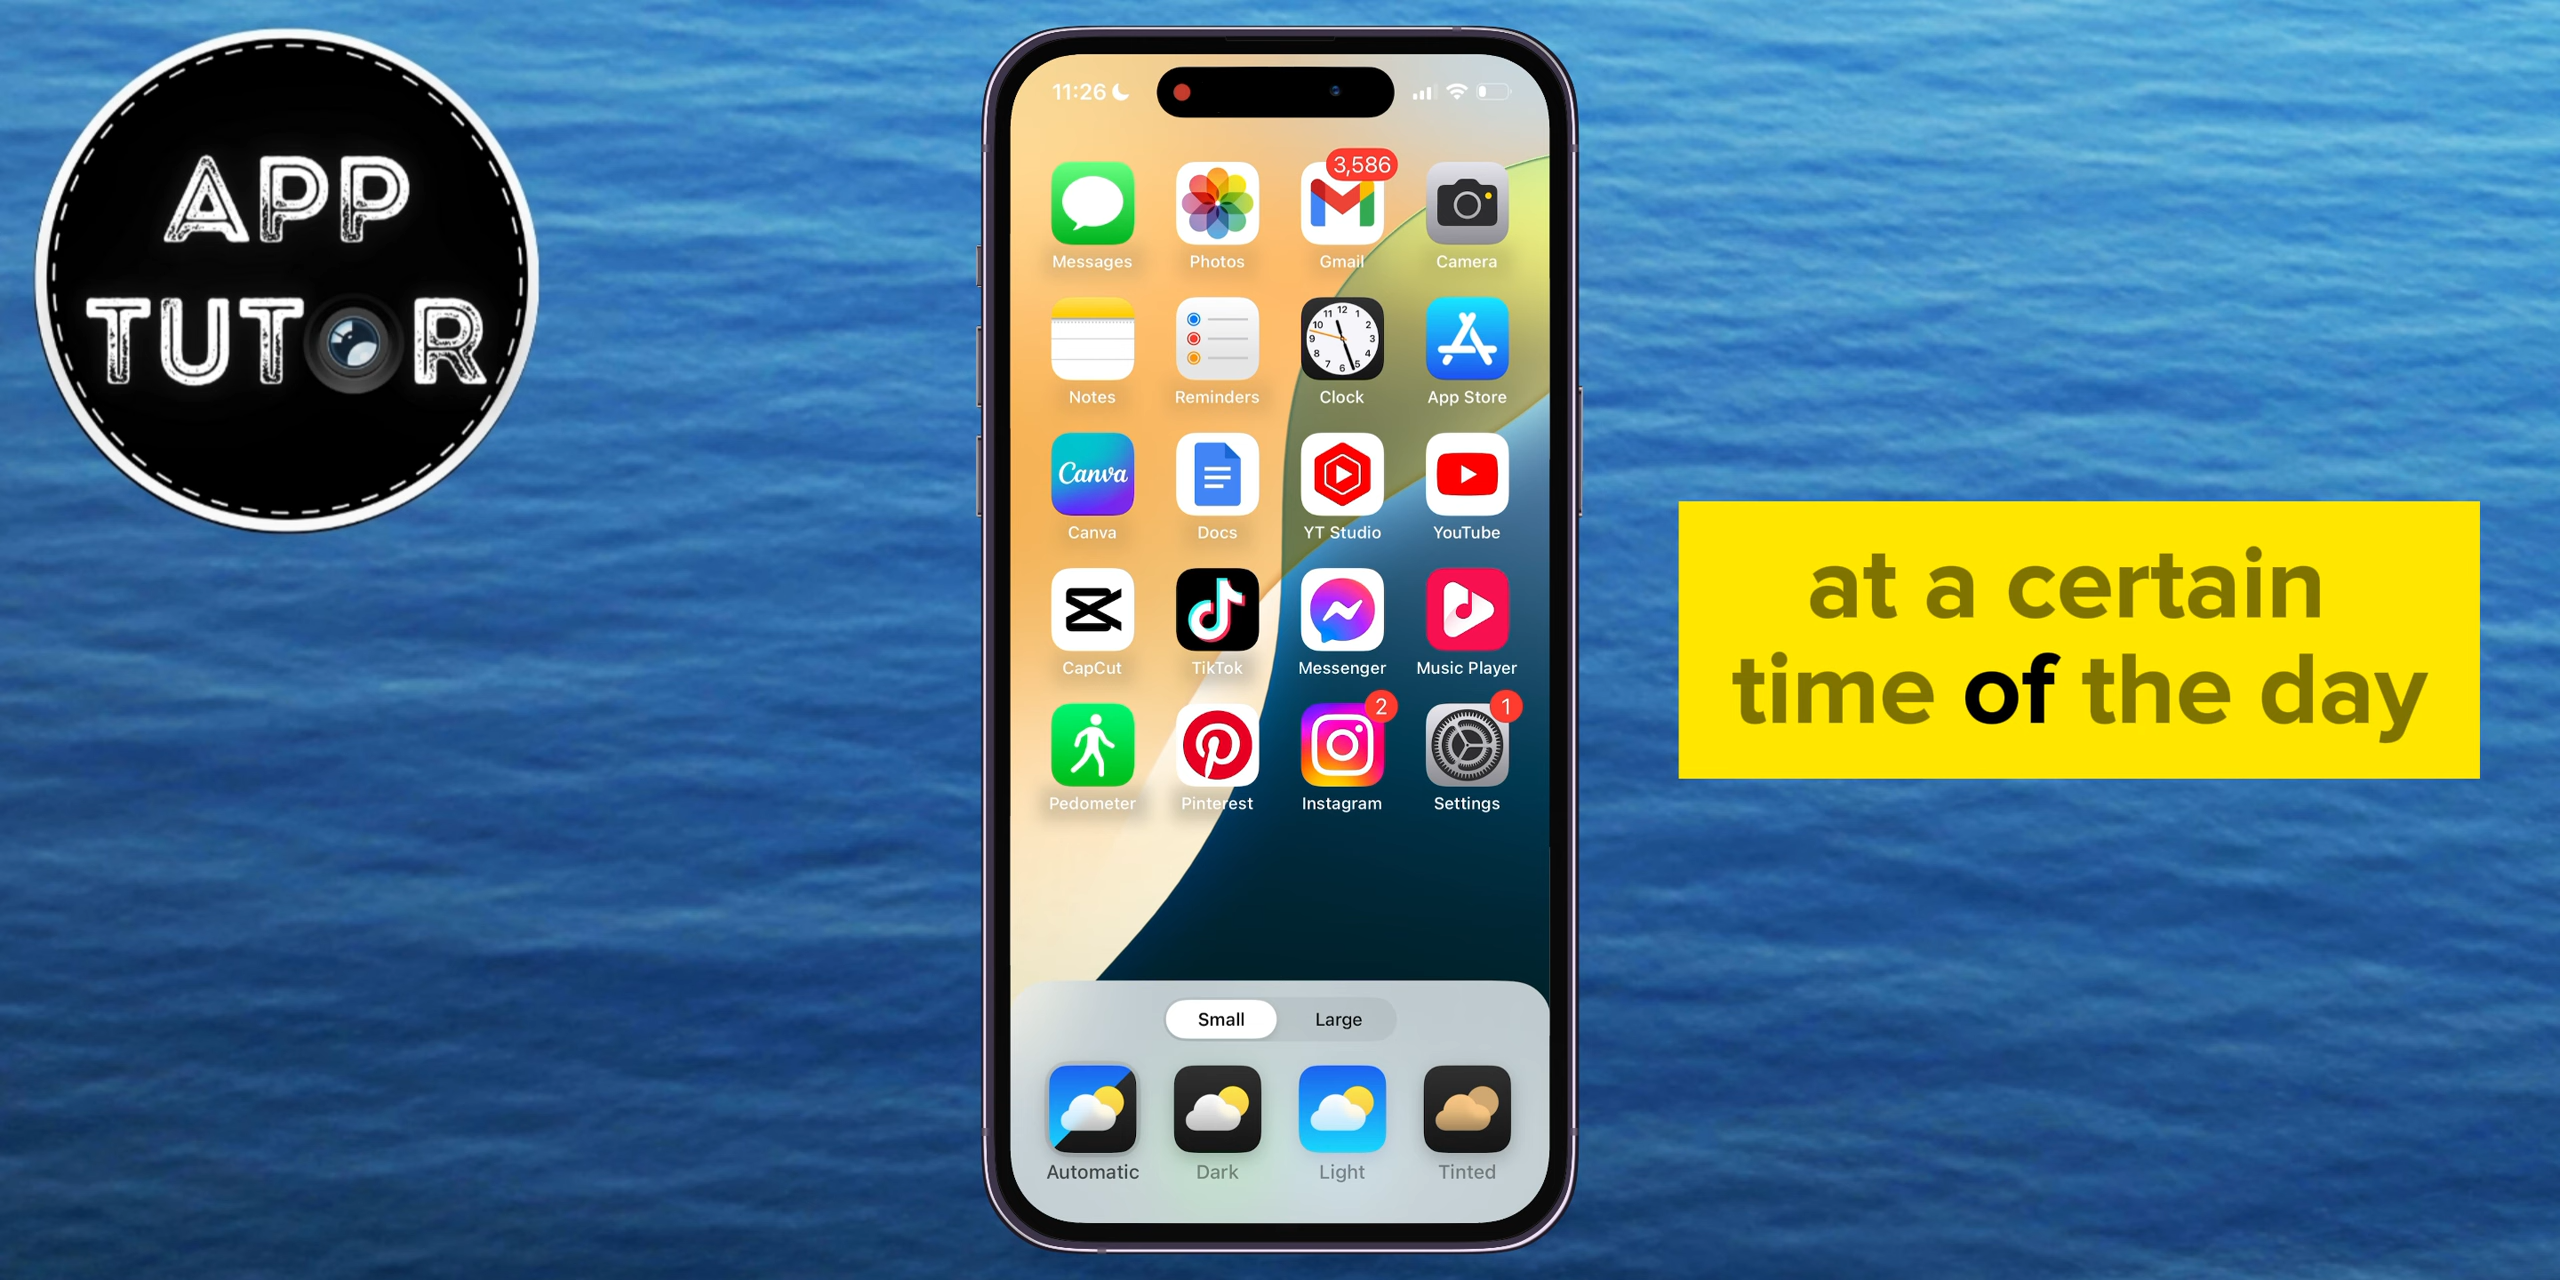 APP
TUTOR
11:26
3,586
Messages
Photos
Gmail
Camera
Notes
Reminders
Clock
App Store
Canva
Canva
Docs
YT Studio
YouTube
CapCut
TikTok
Messenger
Music Player
2
1
Pedometer
Pinterest
Instagram
Settings
Small
Large
Automatic
Dark
Light
Tinted
at a certain
time of the day